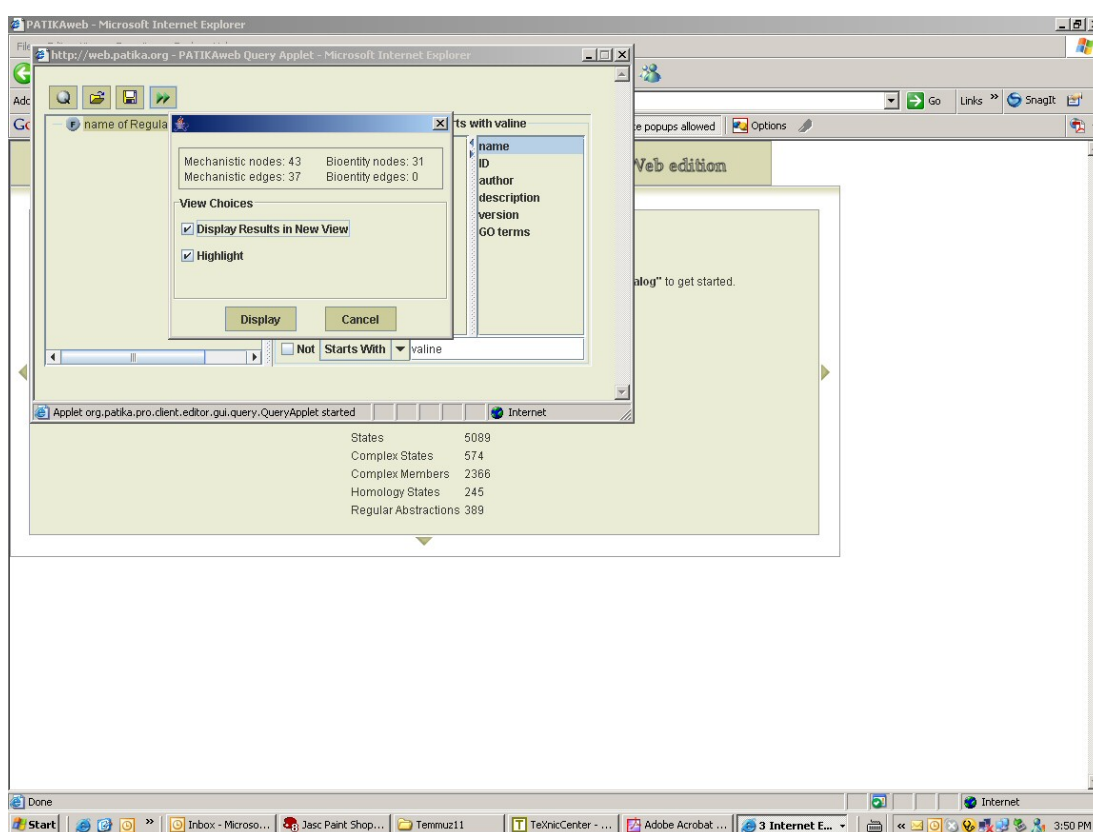 PATIKAweb - Microsoft Internet Explorer
http://web.patika.org - PATIKAweb Query Applet - Microsoft Internet Explorer
Go Links » SnagIt
popups allowed Options
name of Regula
ts with valine
Mechanistic nodes: 43 Bioentity nodes: 31
Mechanistic edges: 37 Bioentity edges: 0
View Choices
Display Results in New View
Highlight
Display Cancel
name
ID
author
description
version
GO terms
Not Starts With valine
Applet org.patika.pro.client.editor.gui.query.QueryApplet started Internet
Web edition
alog" to get started.
States 5089
Complex States 574
Complex Members 2366
Homology States 245
Regular Abstractions 389
Done Internet
Start » Inbox - Microso... Jasc Paint Shop... Temmuz11 TeXnicCenter - ... Adobe Acrobat ... 3 Internet E... « 3:50 PM